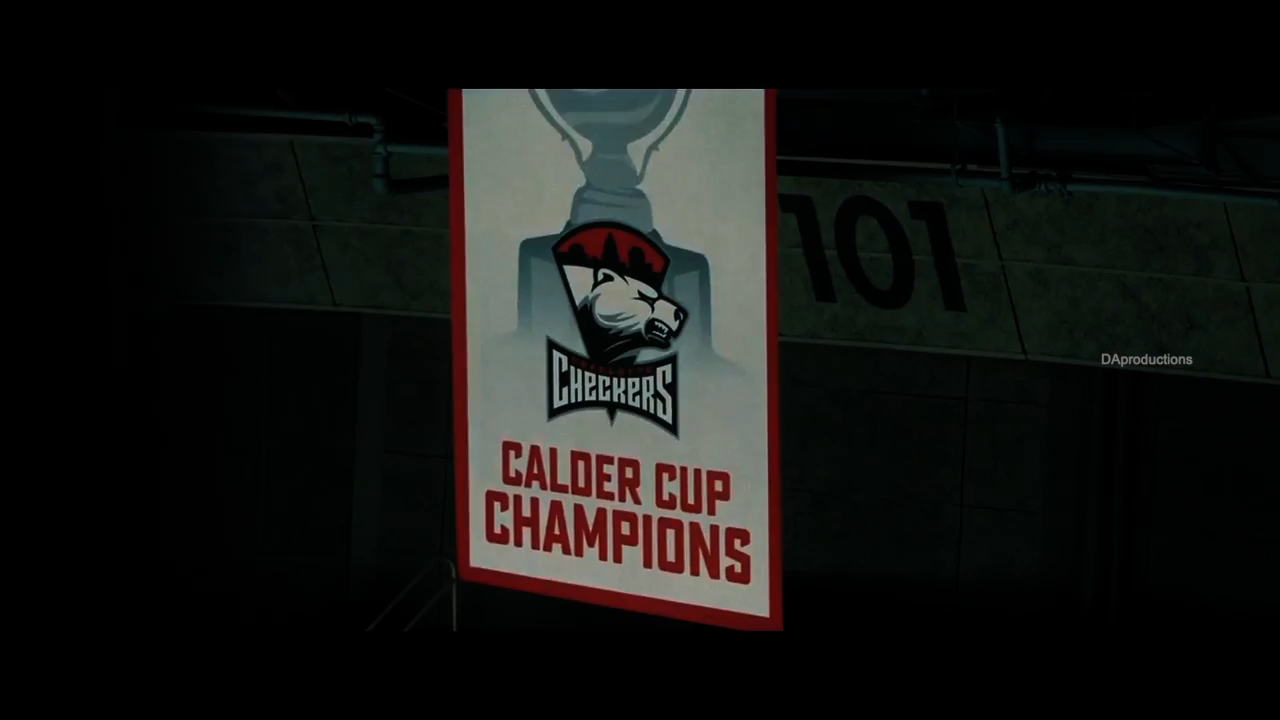 101
DAproductions
CHECKERS
CALDER CUP
CHAMPIONS